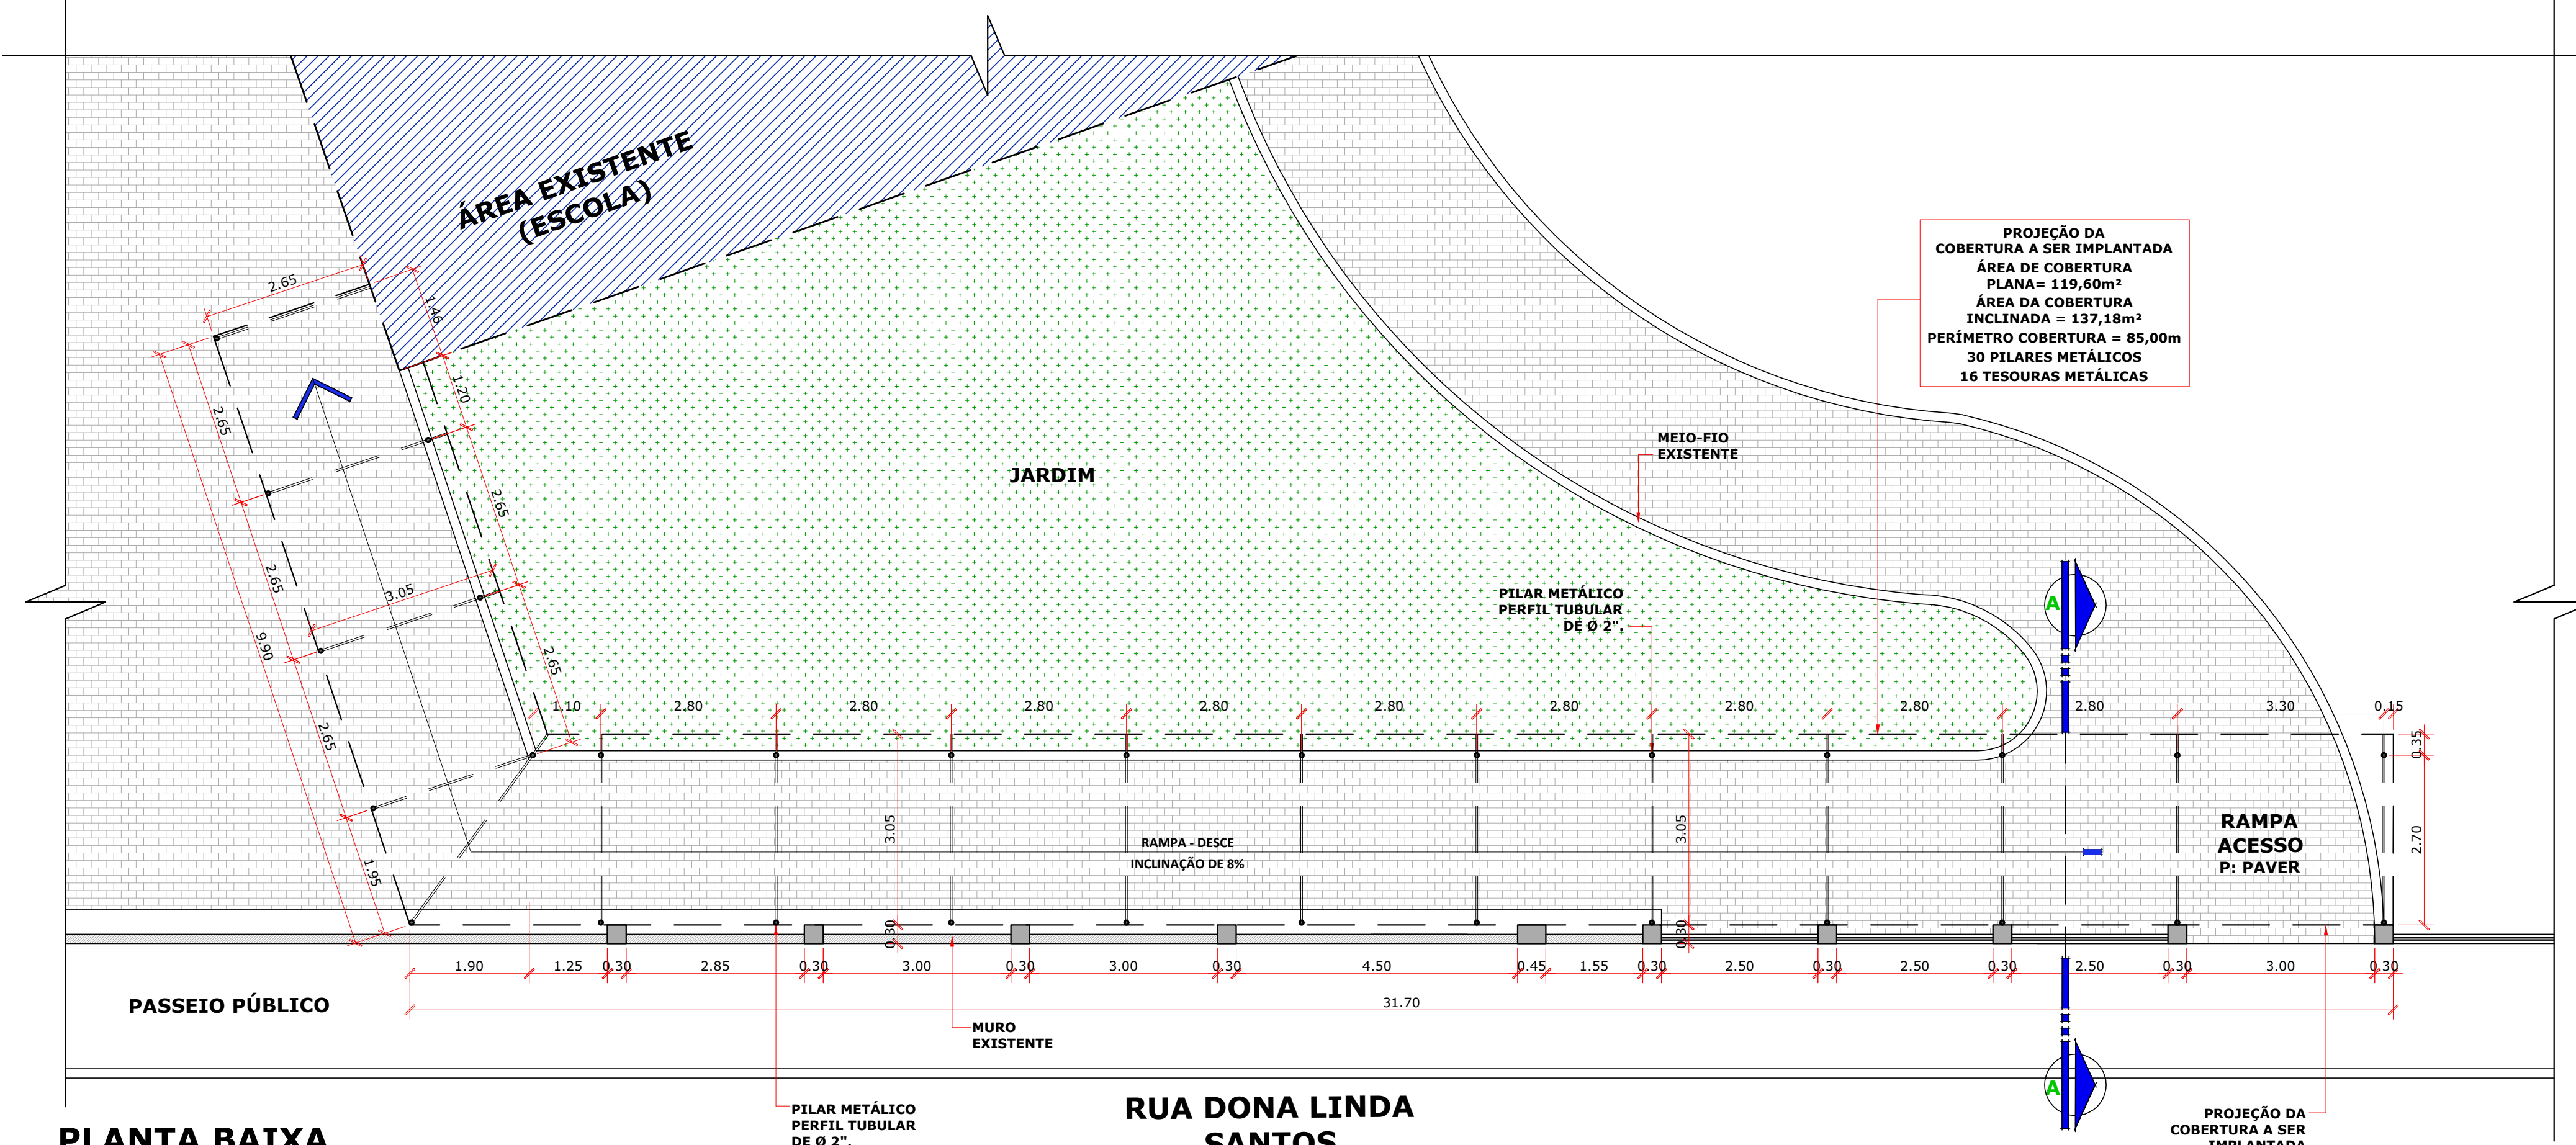 ÁREA EXISTENTE
(ESCOLA)
PROJEÇÃO DA
COBERTURA A SER IMPLANTADA
ÁREA DE COBERTURA
PLANA= 119,60m²
ÁREA DA COBERTURA
INCLINADA = 137,18m²
PERÍMETRO COBERTURA = 85,00m
30 PILARES METÁLICOS
16 TESOURAS METÁLICAS
2.65
1.46
1.20
2.65
2.65
MEIO-FIO
EXISTENTE
JARDIM
2.65
2.65
3.05
9.90
2.65
2.65
1.95
PILAR METÁLICO
PERFIL TUBULAR
DE Ø 2".
A
1.10
2.80
2.80
2.80
2.80
2.80
2.80
2.80
2.80
2.80
3.30
0.15
0.35
2.70
3.05
3.05
RAMPA - DESCE
INCLINAÇÃO DE 8%
RAMPA
ACESSO
P: PAVER
0.30
0.30
1.90
1.25
0.30
2.85
0.30
3.00
0.30
3.00
0.30
4.50
0.45
1.55
0.30
2.50
0.30
2.50
0.30
2.50
0.30
3.00
0.30
31.70
PASSEIO PÚBLICO
MURO
EXISTENTE
A
PILAR METÁLICO
PERFIL TUBULAR
DE Ø 2".
RUA DONA LINDA
SANTOS
PROJEÇÃO DA
COBERTURA A SER
IMPLANTADA
PLANTA BAIXA